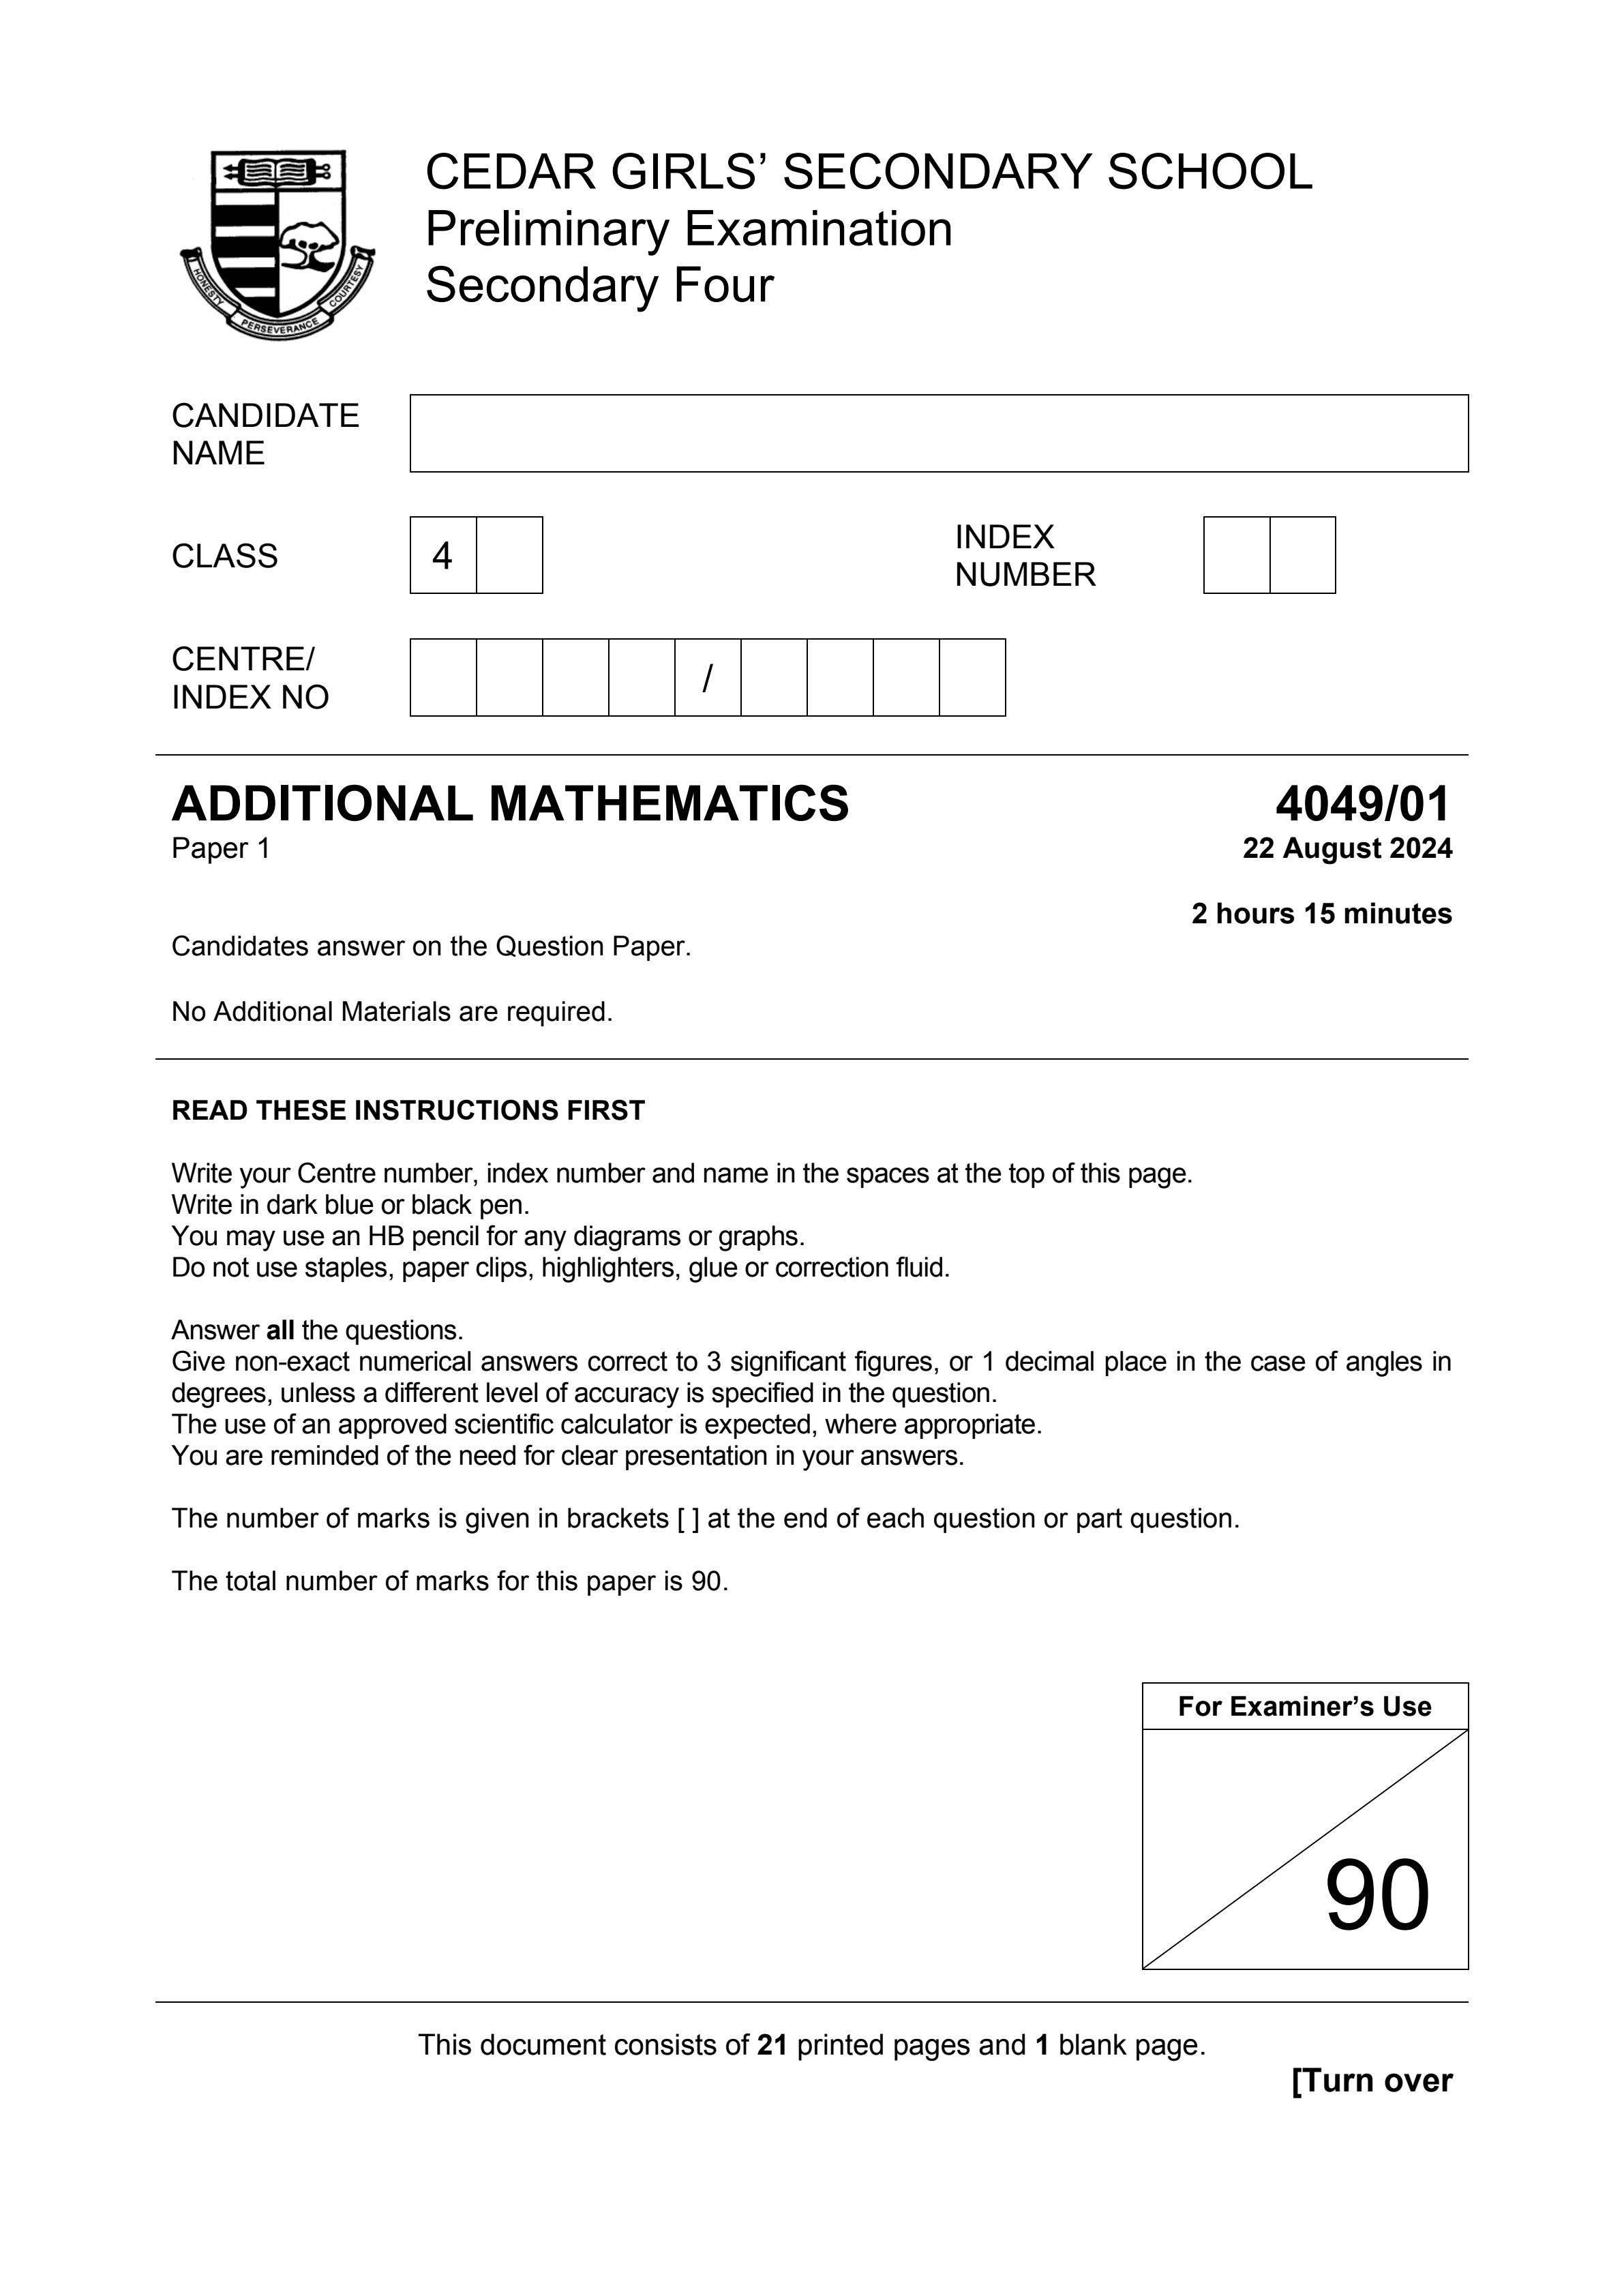 HONESTY
PERSEVERANCE
COURTESY
CEDAR GIRLS’ SECONDARY SCHOOL
Preliminary Examination
Secondary Four
CANDIDATE
NAME
CLASS
4
INDEX
NUMBER
CENTRE/
INDEX NO
/
ADDITIONAL MATHEMATICS
4049/01
Paper 1
22 August 2024
2 hours 15 minutes
Candidates answer on the Question Paper.
No Additional Materials are required.
READ THESE INSTRUCTIONS FIRST
Write your Centre number, index number and name in the spaces at the top of this page.
Write in dark blue or black pen.
You may use an HB pencil for any diagrams or graphs.
Do not use staples, paper clips, highlighters, glue or correction fluid.
Answer all the questions.
Give non-exact numerical answers correct to 3 significant figures, or 1 decimal place in the case of angles in
degrees, unless a different level of accuracy is specified in the question.
The use of an approved scientific calculator is expected, where appropriate.
You are reminded of the need for clear presentation in your answers.
The number of marks is given in brackets [ ] at the end of each question or part question.
The total number of marks for this paper is 90.
For Examiner’s Use
90
This document consists of 21 printed pages and 1 blank page.
[Turn over